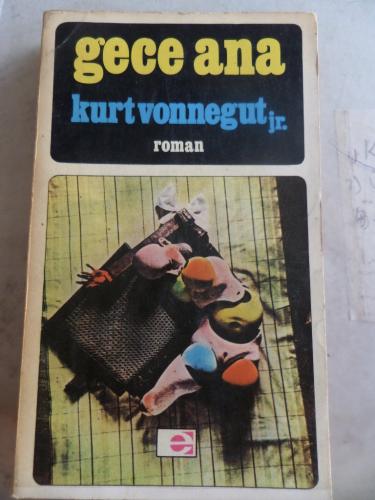 gece ana
kurt vonnegut jr.
roman
e